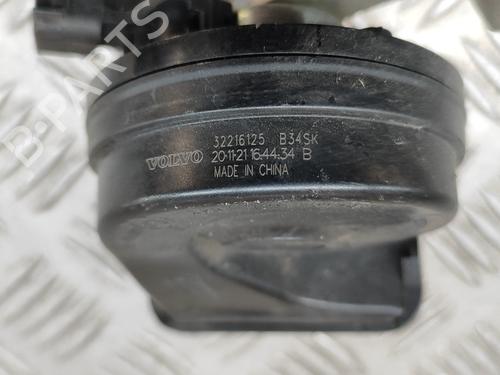 B-PARTS
32216125 B34SK
VOLVO 20·11·21 16:44:34 B
MADE IN CHINA